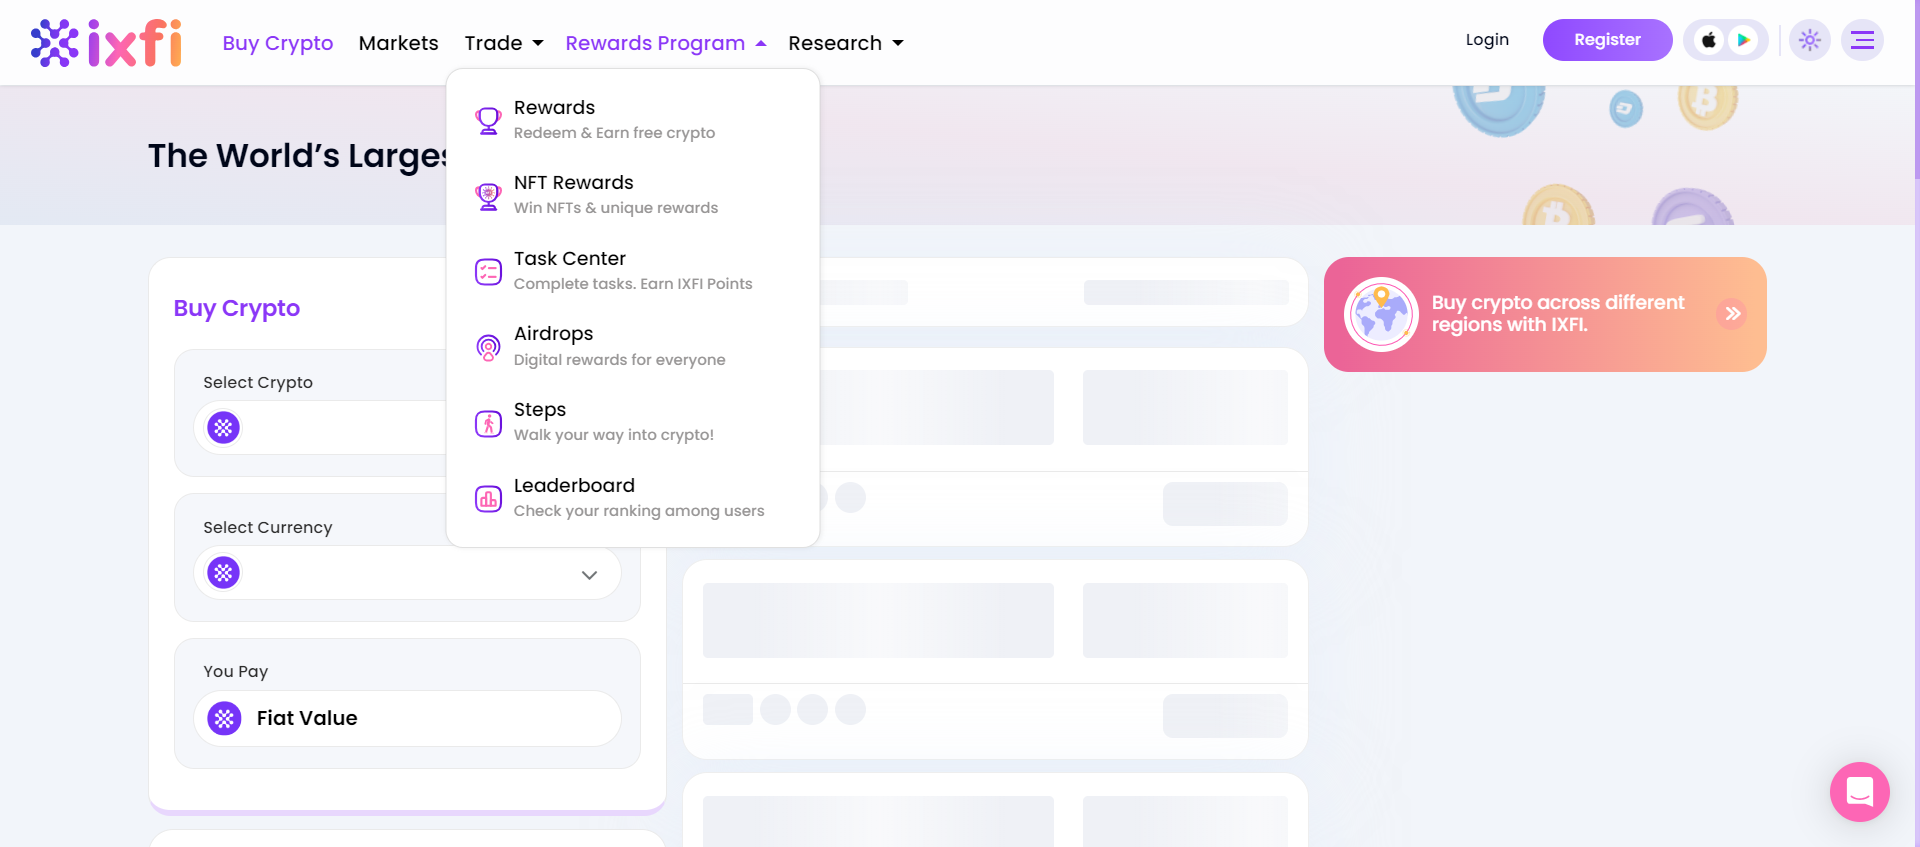 ixfi
Buy Crypto
Markets
Trade
Rewards Program
Research
Login
Register
The World's
Rewards
Redeem & Earn free crypto
NFT Rewards
Win NFTs & unique rewards
Task Center
Complete tasks. Earn IXFI Points
Airdrops
Digital rewards for everyone
Steps
Walk your way into crypto!
Leaderboard
Check your ranking among users
Buy Crypto
Select Crypto
Select Currency
You Pay
Fiat Value
Buy crypto across different
regions with IXFI.